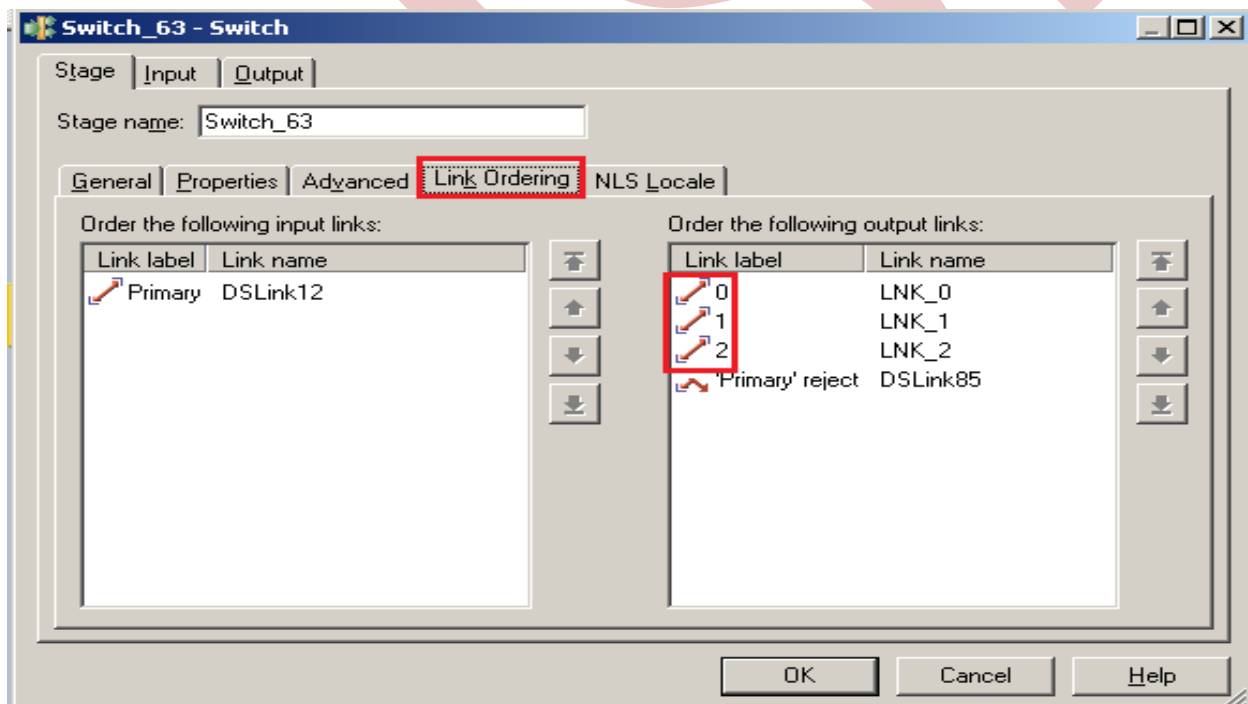 Switch_63 - Switch
Stage Input Output
Stage name: Switch_63
General Properties Advanced Link Ordering NLS Locale
Order the following input links:
Link label Link name
Primary DSLink12
Order the following output links:
Link label Link name
0 LNK_0
1 LNK_1
2 LNK_2
'Primary' reject DSLink85
OK Cancel Help